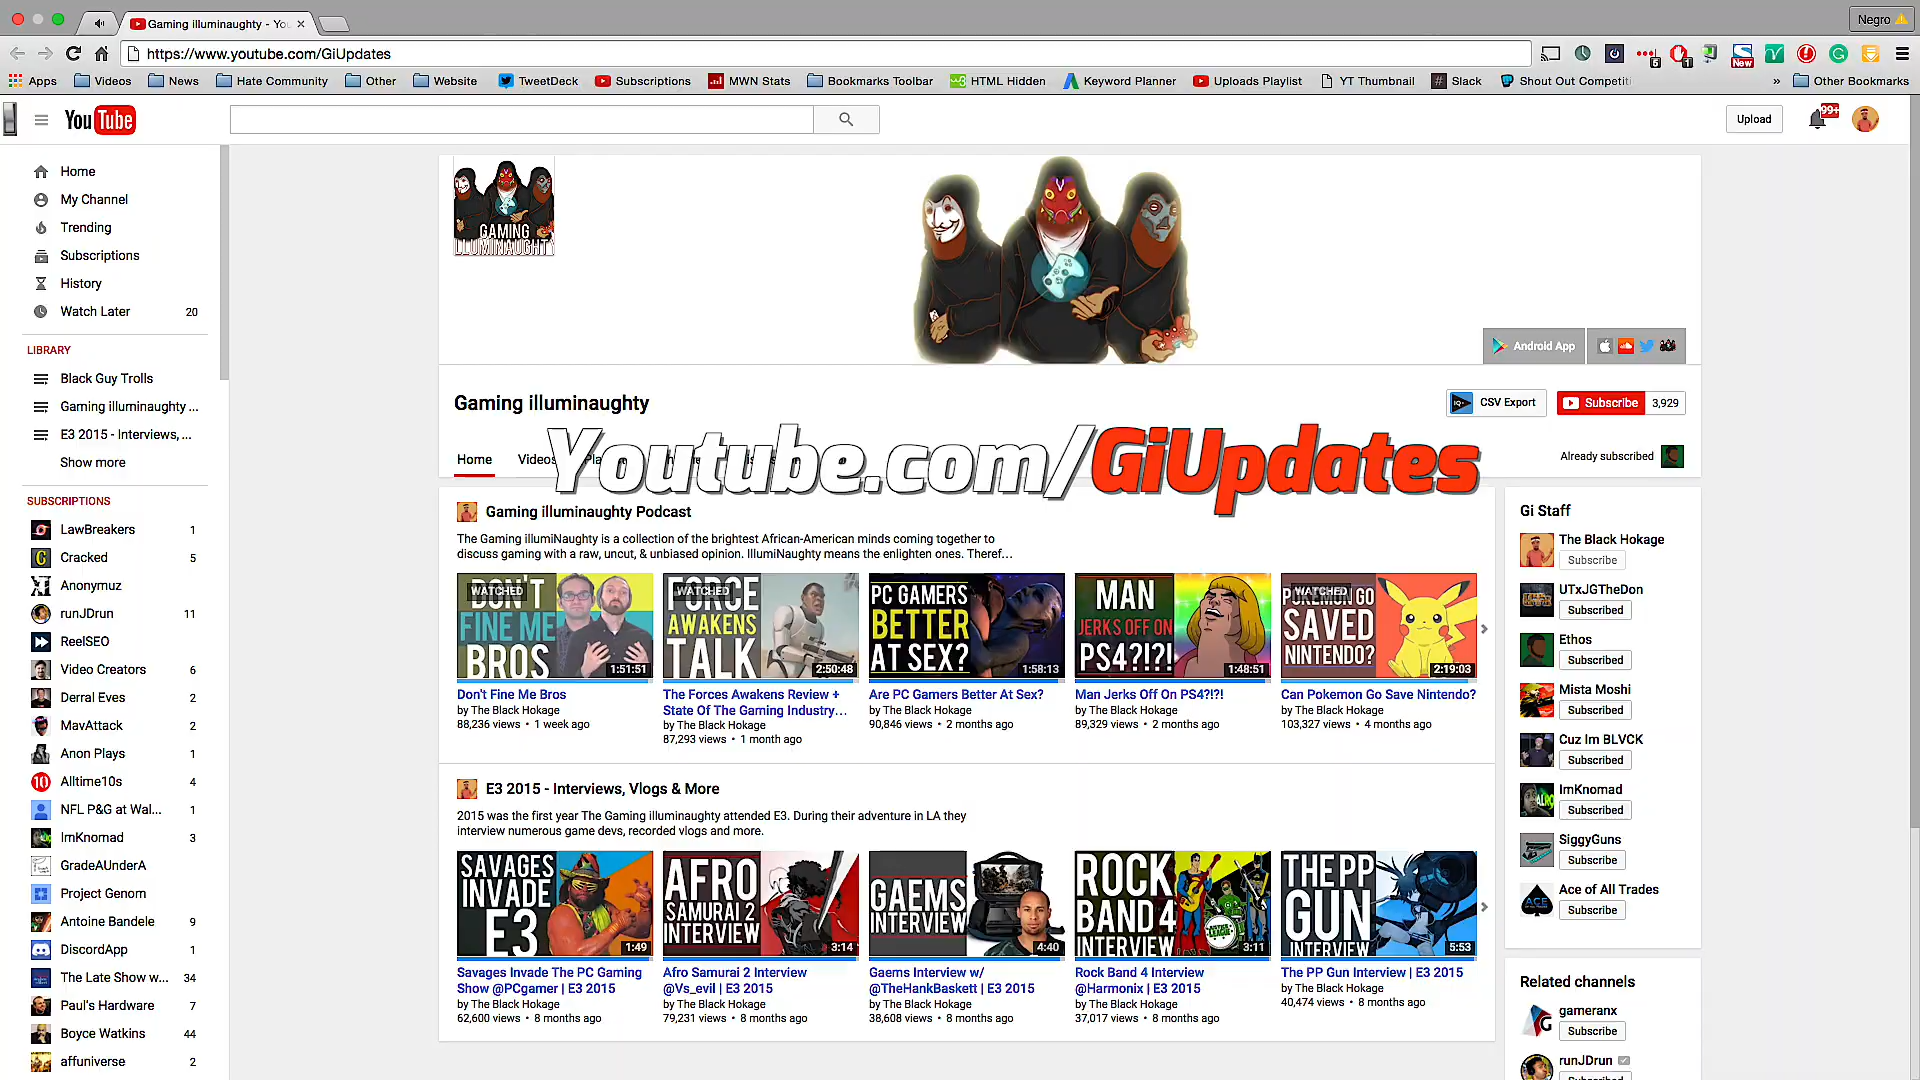 Gaming illuminaughty - Yo
Negro
https://www.youtube.com/GiUpdates
5
1
New
Apps
Videos
News
Hate Community
Other
Website
TweetDeck
Subscriptions
MWN Stats
Bookmarks Toolbar
HTML Hidden
Keyword Planner
Uploads Playlist
YT Thumbnail
Slack
Shout Out Competiti
»
Other Bookmarks
YouTube
Upload
99+
Home
My Channel
Trending
Subscriptions
History
Watch Later 20
LIBRARY
Black Guy Trolls
Gaming illuminaughty ...
E3 2015 - Interviews, ...
Show more
SUBSCRIPTIONS
LawBreakers 1
Cracked 5
Anonymuz
runJDrun 11
ReelSEO
Video Creators 6
Derral Eves 2
MavAttack 2
Anon Plays 1
Alltime10s 4
NFL P&G at Wal... 1
ImKnomad 3
GradeAUnderA
Project Genom
Antoine Bandele 9
DiscordApp 1
The Late Show w... 34
Paul's Hardware 7
Boyce Watkins 44
affuniverse 2
GAMING
ILLUMINAUGHTY
Android App
Gaming illuminaughty
CSV Export
Subscribe 3,929
Home
Videos
Youtube.com/GiUpdates
Already subscribed
Gaming illuminaughty Podcast
The Gaming illumiNaughty is a collection of the brightest African-American minds coming together to
discuss gaming with a raw, uncut, & unbiased opinion. IllumiNaughty means the enlighten ones. Theref...
WATCHED
DON'T
FINE ME
BROS
1:51:51
Don't Fine Me Bros
by The Black Hokage
88,236 views • 1 week ago
WATCHED
FORCE
AWAKENS
TALK
2:50:48
The Forces Awakens Review +
State Of The Gaming Industry...
by The Black Hokage
87,293 views • 1 month ago
PC GAMERS
BETTER
AT SEX?
1:58:13
Are PC Gamers Better At Sex?
by The Black Hokage
90,846 views • 2 months ago
MAN
JERKS OFF ON
PS4?!?!
1:48:51
Man Jerks Off On PS4?!?!
by The Black Hokage
89,329 views • 2 months ago
WATCHED
POKEMON GO
SAVED
NINTENDO?
2:19:03
Can Pokemon Go Save Nintendo?
by The Black Hokage
103,327 views • 4 months ago
E3 2015 - Interviews, Vlogs & More
2015 was the first year The Gaming illuminaughty attended E3. During their adventure in LA they
interview numerous game devs, recorded vlogs and more.
SAVAGES
INVADE
E3
1:49
Savages Invade The PC Gaming
Show @PCgamer | E3 2015
by The Black Hokage
62,600 views • 8 months ago
AFRO
SAMURAI 2
INTERVIEW
3:14
Afro Samurai 2 Interview
@Vs_evil | E3 2015
by The Black Hokage
79,231 views • 8 months ago
GAEMS
INTERVIEW
4:40
Gaems Interview w/
@TheHankBaskett | E3 2015
by The Black Hokage
38,608 views • 8 months ago
ROCK
BAND 4
INTERVIEW
3:11
Rock Band 4 Interview
@Harmonix | E3 2015
by The Black Hokage
37,017 views • 8 months ago
THE PP
GUN
INTERVIEW
5:53
The PP Gun Interview | E3 2015
by The Black Hokage
40,474 views • 8 months ago
Gi Staff
The Black Hokage
Subscribe
UTxJGTheDon
Subscribed
Ethos
Subscribed
Mista Moshi
Subscribed
Cuz Im BLVCK
Subscribed
ImKnomad
Subscribed
SiggyGuns
Subscribe
ACE
Ace of All Trades
Subscribe
Related channels
gameranx
Subscribe
runJDrun
Subscribed